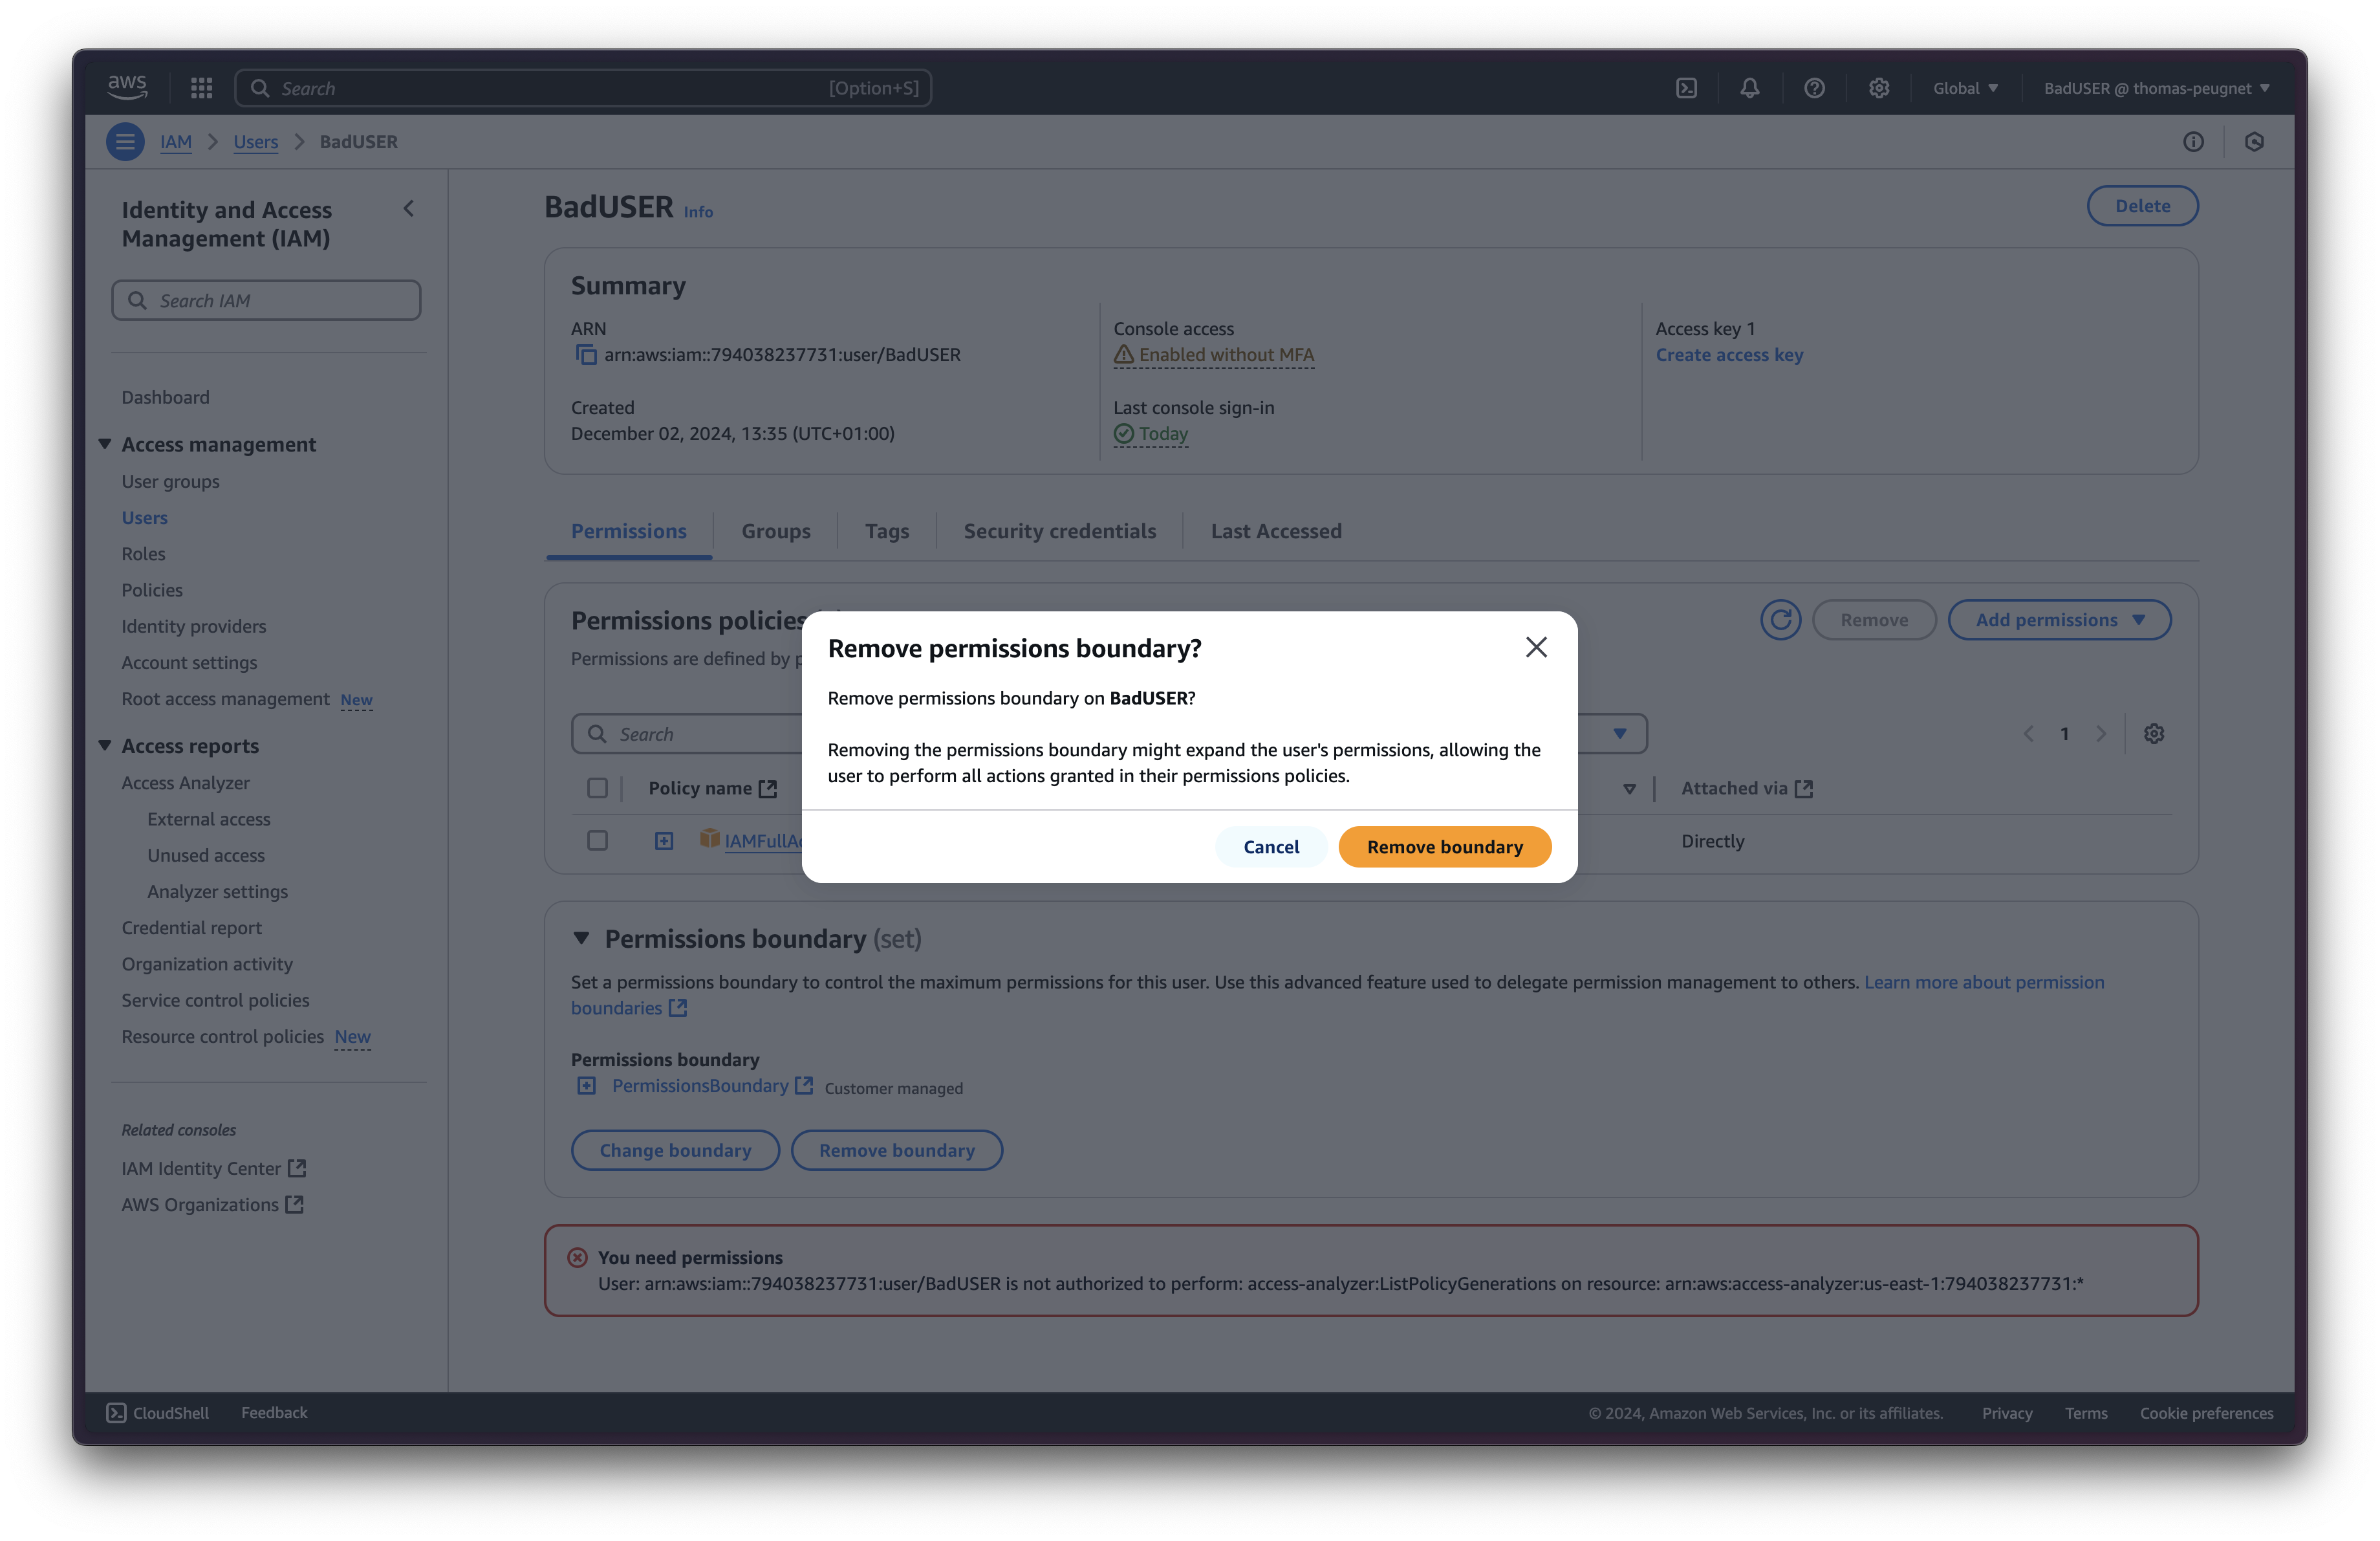 aws
Search [Option+S]
Global
BadUSER @ thomas-peugnet
IAM > Users > BadUSER
Identity and Access
Management (IAM)
Search IAM
Dashboard
Access management
User groups
Users
Roles
Policies
Identity providers
Account settings
Root access management New
Access reports
Access Analyzer
External access
Unused access
Analyzer settings
Credential report
Organization activity
Service control policies
Resource control policies New
Related consoles
IAM Identity Center
AWS Organizations
BadUSER Info
Delete
Summary
ARN
arn:aws:iam::794038237731:user/BadUSER
Created
December 02, 2024, 13:35 (UTC+01:00)
Console access
Enabled without MFA
Last console sign-in
Today
Access key 1
Create access key
Permissions
Groups
Tags
Security credentials
Last Accessed
Permissions policies
Remove
Add permissions
Permissions are defined by
Search
1
Policy name
Attached via
Directly
Remove permissions boundary?
Remove permissions boundary on BadUSER?
Removing the permissions boundary might expand the user's permissions, allowing the
user to perform all actions granted in their permissions policies.
Cancel
Remove boundary
Permissions boundary (set)
Set a permissions boundary to control the maximum permissions for this user. Use this advanced feature used to delegate permission management to others. Learn more about permission
boundaries
Permissions boundary
PermissionsBoundary Customer managed
Change boundary
Remove boundary
You need permissions
User: arn:aws:iam::794038237731:user/BadUSER is not authorized to perform: access-analyzer:ListPolicyGenerations on resource: arn:aws:access-analyzer:us-east-1:794038237731:*
CloudShell
Feedback
© 2024, Amazon Web Services, Inc. or its affiliates.
Privacy
Terms
Cookie preferences